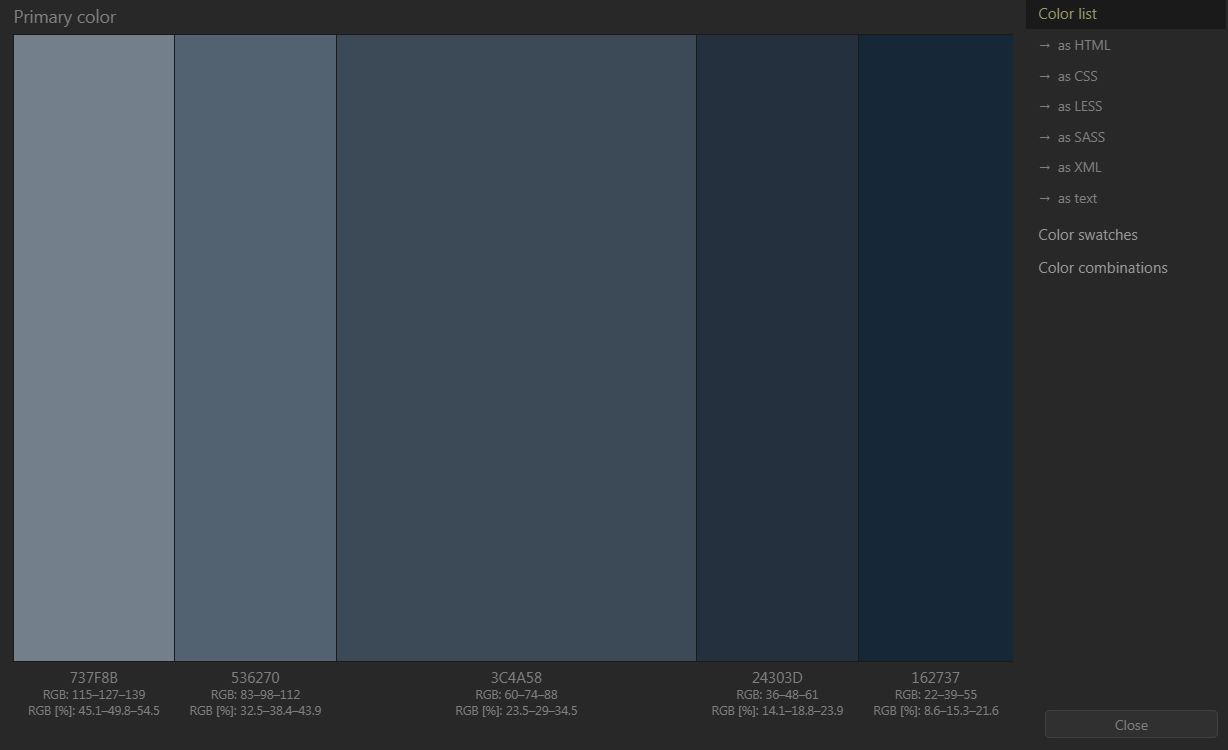 Primary color
737F8B
RGB: 115–127–139
RGB [%]: 45.1–49.8–54.5
536270
RGB: 83–98–112
RGB [%]: 32.5–38.4–43.9
3C4A58
RGB: 60–74–88
RGB [%]: 23.5–29–34.5
24303D
RGB: 36–48–61
RGB [%]: 14.1–18.8–23.9
162737
RGB: 22–39–55
RGB [%]: 8.6–15.3–21.6
Color list
→ as HTML
→ as CSS
→ as LESS
→ as SASS
→ as XML
→ as text
Color swatches
Color combinations
Close